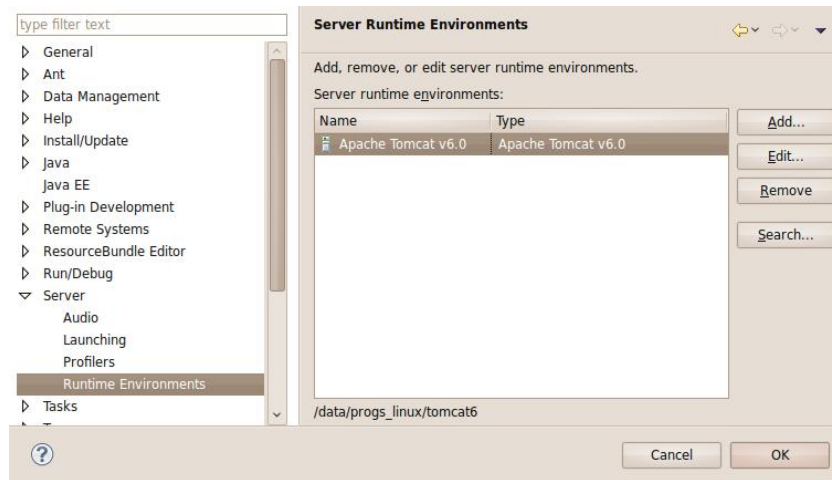 type filter text
General
Ant
Data Management
Help
Install/Update
Java
Java EE
Plug-in Development
Remote Systems
ResourceBundle Editor
Run/Debug
Server
Audio
Launching
Profilers
Runtime Environments
Tasks
Server Runtime Environments
Add, remove, or edit server runtime environments.
Server runtime environments:
Name Type
Apache Tomcat v6.0 Apache Tomcat v6.0
/data/progs_linux/tomcat6
Add...
Edit...
Remove
Search...
Cancel OK